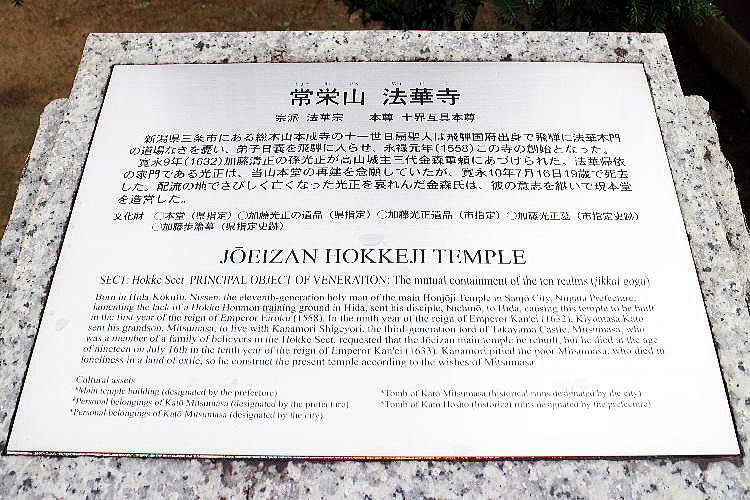 常栄山 法華寺
宗派 法華宗 本尊 十界互具本尊
新潟県三条市にある総本山本成寺の十一世日扇聖人は飛騨国府出身で飛騨に法華本門
の道場なきを憂い、弟子日義を飛騨に入らせ、永禄元年(1558)この寺の創始となった。
寛永9年(1632)加藤清正の孫光正が高山城主三代金森重頼にあづけられた。法華帰依
の家門である光正は、当山本堂の再建を念願していたが、寛永10年7月16日19歳で死去
した。配流の地でさびしく亡くなった光正を哀れんだ金森氏は、彼の意志を継いで現本堂
を造営した。
文化財 ○本堂(県指定)○加藤光正の遺品(県指定)○加藤光正遺品(市指定)○加藤光正墓(市指定史跡)
○加藤歩簫墓(県指定史跡)
JŌEIZAN HOKKEJI TEMPLE
SECT: Hokke Sect PRINCIPAL OBJECT OF VENERATION: The mutual containment of the ten realms (jikkai gogu)
Born in Hida Kokufu, Nissen, the eleventh-generation holy man of the main Honjōji Temple in Sanjō City, Niigata Prefecture,
lamenting the lack of a Hokke Honmon training ground in Hida, sent his disciple, Nichimō, to Hida, causing this temple to be built
in the first year of the reign of Emperor Eiroku (1558). In the ninth year of the reign of Emperor Kan'ei (1632), Kiyomasa Katō
sent his grandson, Mitsumasa, to live with Kanamori Shigeyori, the third-generation lord of Takayama Castle. Mitsumasa, who
was a member of a family of believers in the Hokke Sect, requested that the Jōeizan main temple be rebuilt, but he died at the age
of nineteen on July 16th in the tenth year of the reign of Emperor Kan'ei (1633). Kanamori pitied the poor Mitsumasa, who died in
loneliness in a land of exile, so he construct the present temple according to the wishes of Mitsumasa.
Cultural assets
*Main temple building (designated by the prefecture)
*Personal belongings of Katō Mitsumasa (designated by the prefecture)
*Personal belongings of Katō Mitsumasa (designated by the city)
*Tomb of Katō Mitsumasa (historical ruins designated by the city)
*Tomb of Katō Hoshō (historical ruins designated by the prefecture)